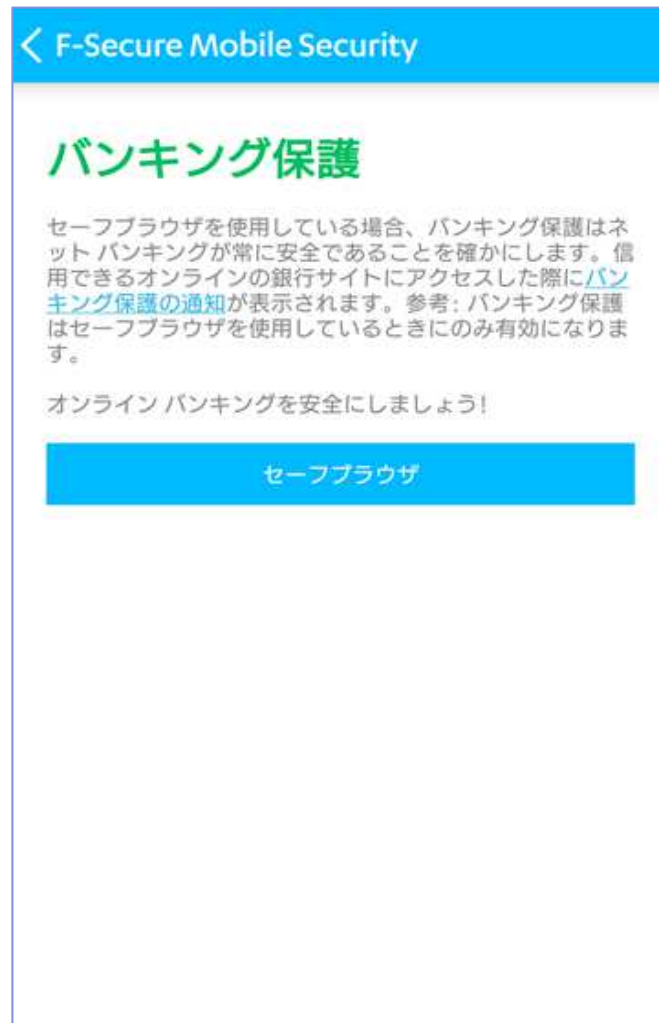 F-Secure Mobile Security
バンキング保護
セーフブラウザを使用している場合、バンキング保護はネ
ット バンキングが常に安全であることを確かにします。信
用できるオンラインの銀行サイトにアクセスした際にバン
キング保護の通知が表示されます。参考: バンキング保護
はセーフブラウザを使用しているときにのみ有効になりま
す。
オンライン バンキングを安全にしましょう!
セーフブラウザ